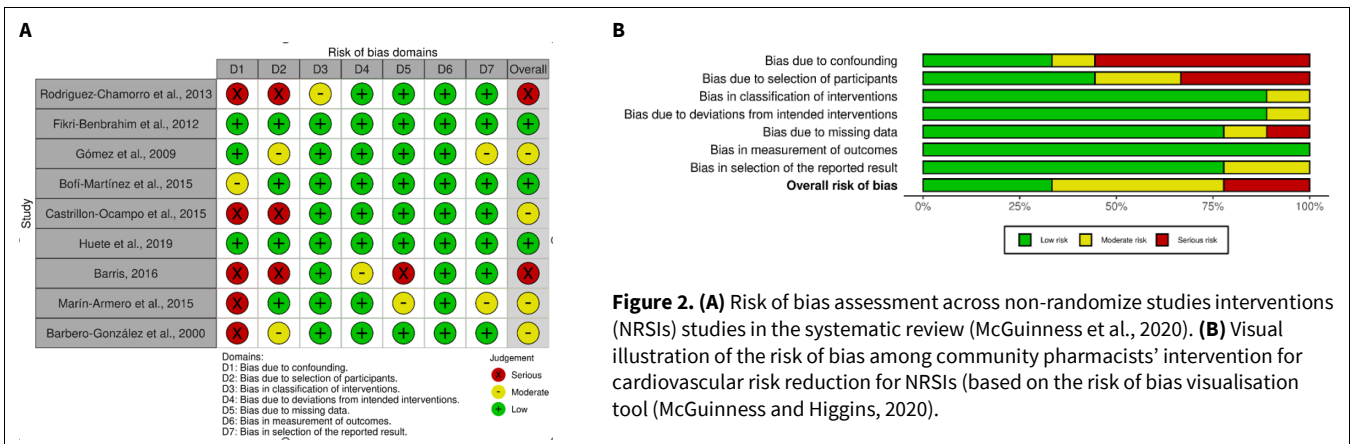 A
Risk of bias domains
D1 D2 D3 D4 D5 D6 D7 Overall
Study
Rodriguez-Chamorro et al., 2013 X X - + + + + X
Fikri-Benbrahim et al., 2012 + + + + + + + +
Gómez et al., 2009 + - + + + + - -
Bofí-Martínez et al., 2015 - + + + + + + +
Castrillon-Ocampo et al., 2015 X X + + + + + -
Huete et al., 2019 + + + + + + + +
Barris, 2016 X X + - X + + X
Marín-Armero et al., 2015 X + + + - + - -
Barbero-González et al., 2000 X - + + + + + -
Domains:
D1: Bias due to confounding.
D2: Bias due to selection of participants.
D3: Bias in classification of interventions.
D4: Bias due to deviations from intended interventions.
D5: Bias due to missing data.
D6: Bias in measurement of outcomes.
D7: Bias in selection of the reported result.
Judgement
X Serious
- Moderate
+ Low
B
Bias due to confounding
Bias due to selection of participants
Bias in classification of interventions
Bias due to deviations from intended interventions
Bias due to missing data
Bias in measurement of outcomes
Bias in selection of the reported result
Overall risk of bias
0% 25% 50% 75% 100%
Low risk Moderate risk Serious risk
Figure 2. (A) Risk of bias assessment across non-randomize studies interventions
(NRSIs) studies in the systematic review (McGuinness et al., 2020). (B) Visual
illustration of the risk of bias among community pharmacists' intervention for
cardiovascular risk reduction for NRSIs (based on the risk of bias visualisation
tool (McGuinness and Higgins, 2020).